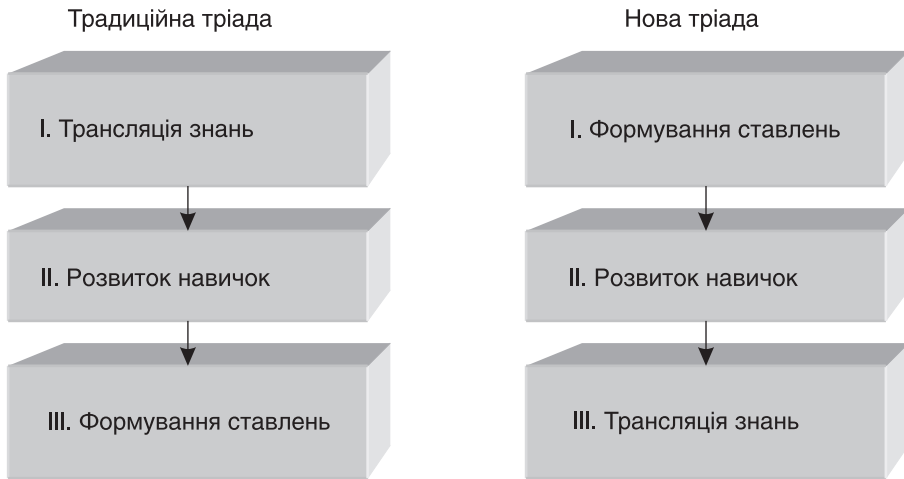 Традиційна тріада
I. Трансляція знань
II. Розвиток навичок
III. Формування ставлень
Нова тріада
I. Формування ставлень
II. Розвиток навичок
III. Трансляція знань